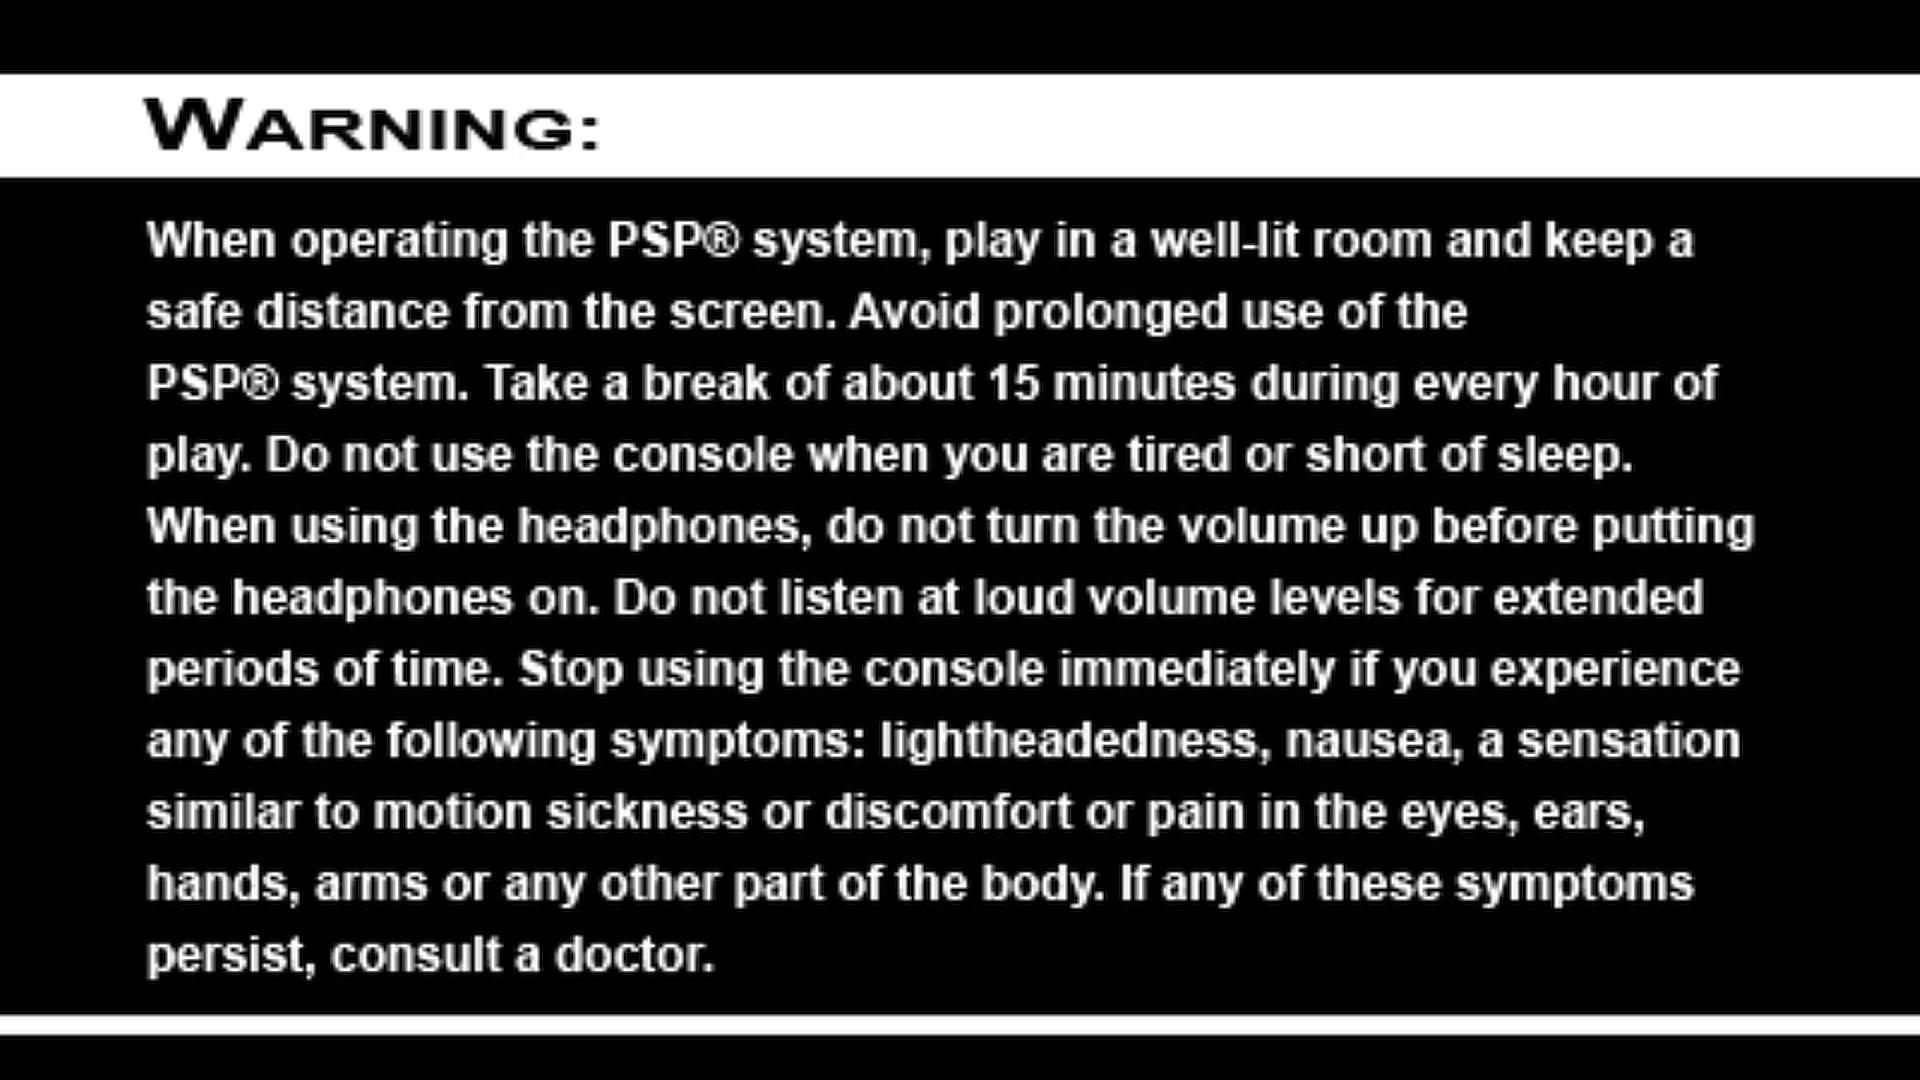 WARNING:
When operating the PSP® system, play in a well-lit room and keep a
safe distance from the screen. Avoid prolonged use of the
PSP® system. Take a break of about 15 minutes during every hour of
play. Do not use the console when you are tired or short of sleep.
When using the headphones, do not turn the volume up before putting
the headphones on. Do not listen at loud volume levels for extended
periods of time. Stop using the console immediately if you experience
any of the following symptoms: lightheadedness, nausea, a sensation
similar to motion sickness or discomfort or pain in the eyes, ears,
hands, arms or any other part of the body. If any of these symptoms
persist, consult a doctor.